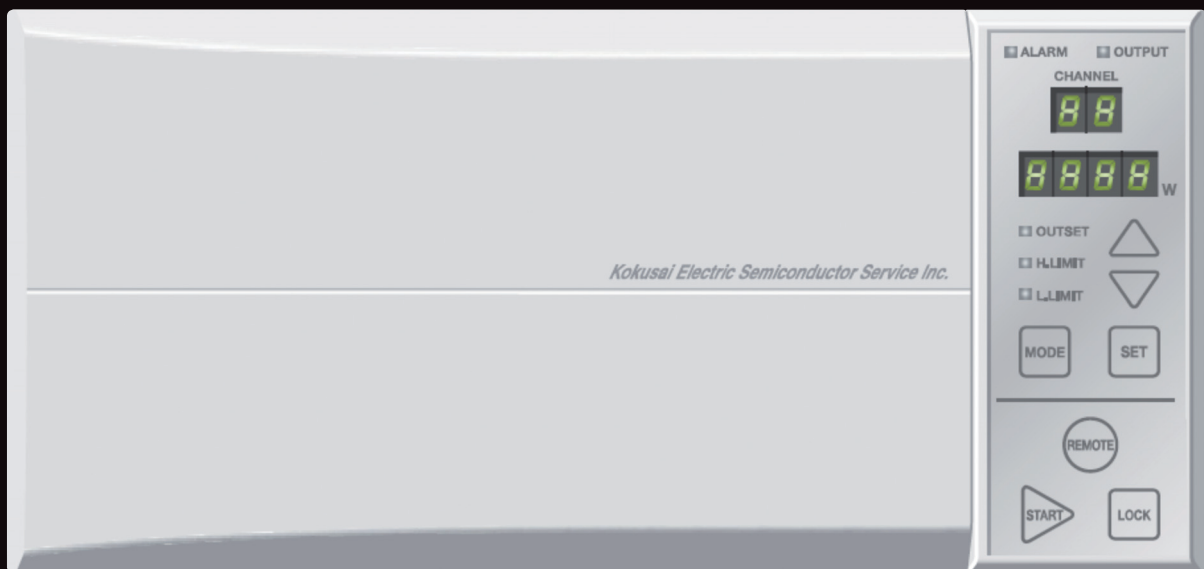 ALARM OUTPUT
CHANNEL
88
8888 W
OUTSET
H.LIMIT
L.LIMIT
MODE SET
REMOTE
START LOCK
Kokusai Electric Semiconductor Service Inc.